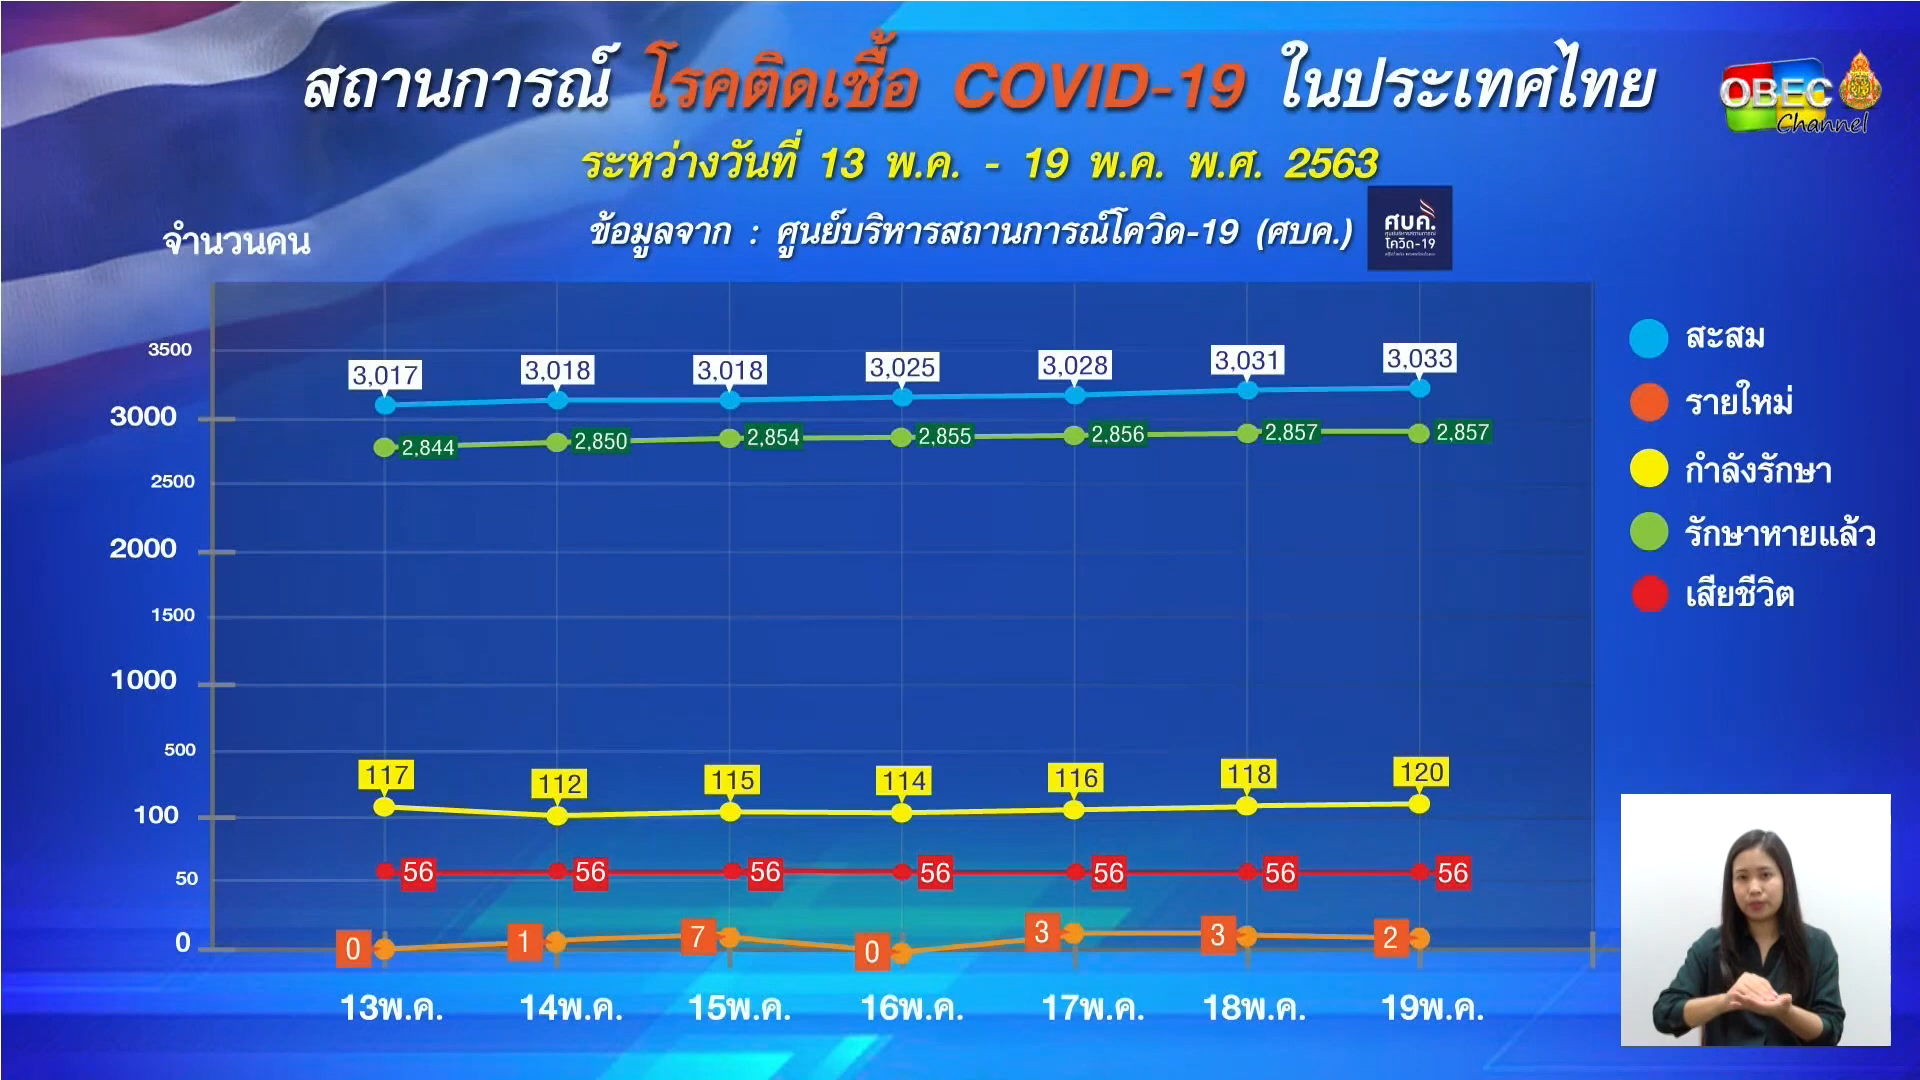 สถานการณ์ โรคติดเชื้อ COVID-19 ในประเทศไทย
OBEC
Channel
ระหว่างวันที่ 13 พ.ค. - 19 พ.ค. พ.ศ. 2563
ข้อมูลจาก : ศูนย์บริหารสถานการณ์โควิด-19 (ศบค.)
ศบค.
โควิด-19
จำนวนคน
3500
3000
2500
2000
1500
1000
500
100
50
0
3,017 3,018 3,018 3,025 3,028 3,031 3,033
2,844 2,850 2,854 2,855 2,856 2,857 2,857
117 112 115 114 116 118 120
56 56 56 56 56 56 56
0 1 7 0 3 3 2
13พ.ค. 14พ.ค. 15พ.ค. 16พ.ค. 17พ.ค. 18พ.ค. 19พ.ค.
สะสม
รายใหม่
กำลังรักษา
รักษาหายแล้ว
เสียชีวิต